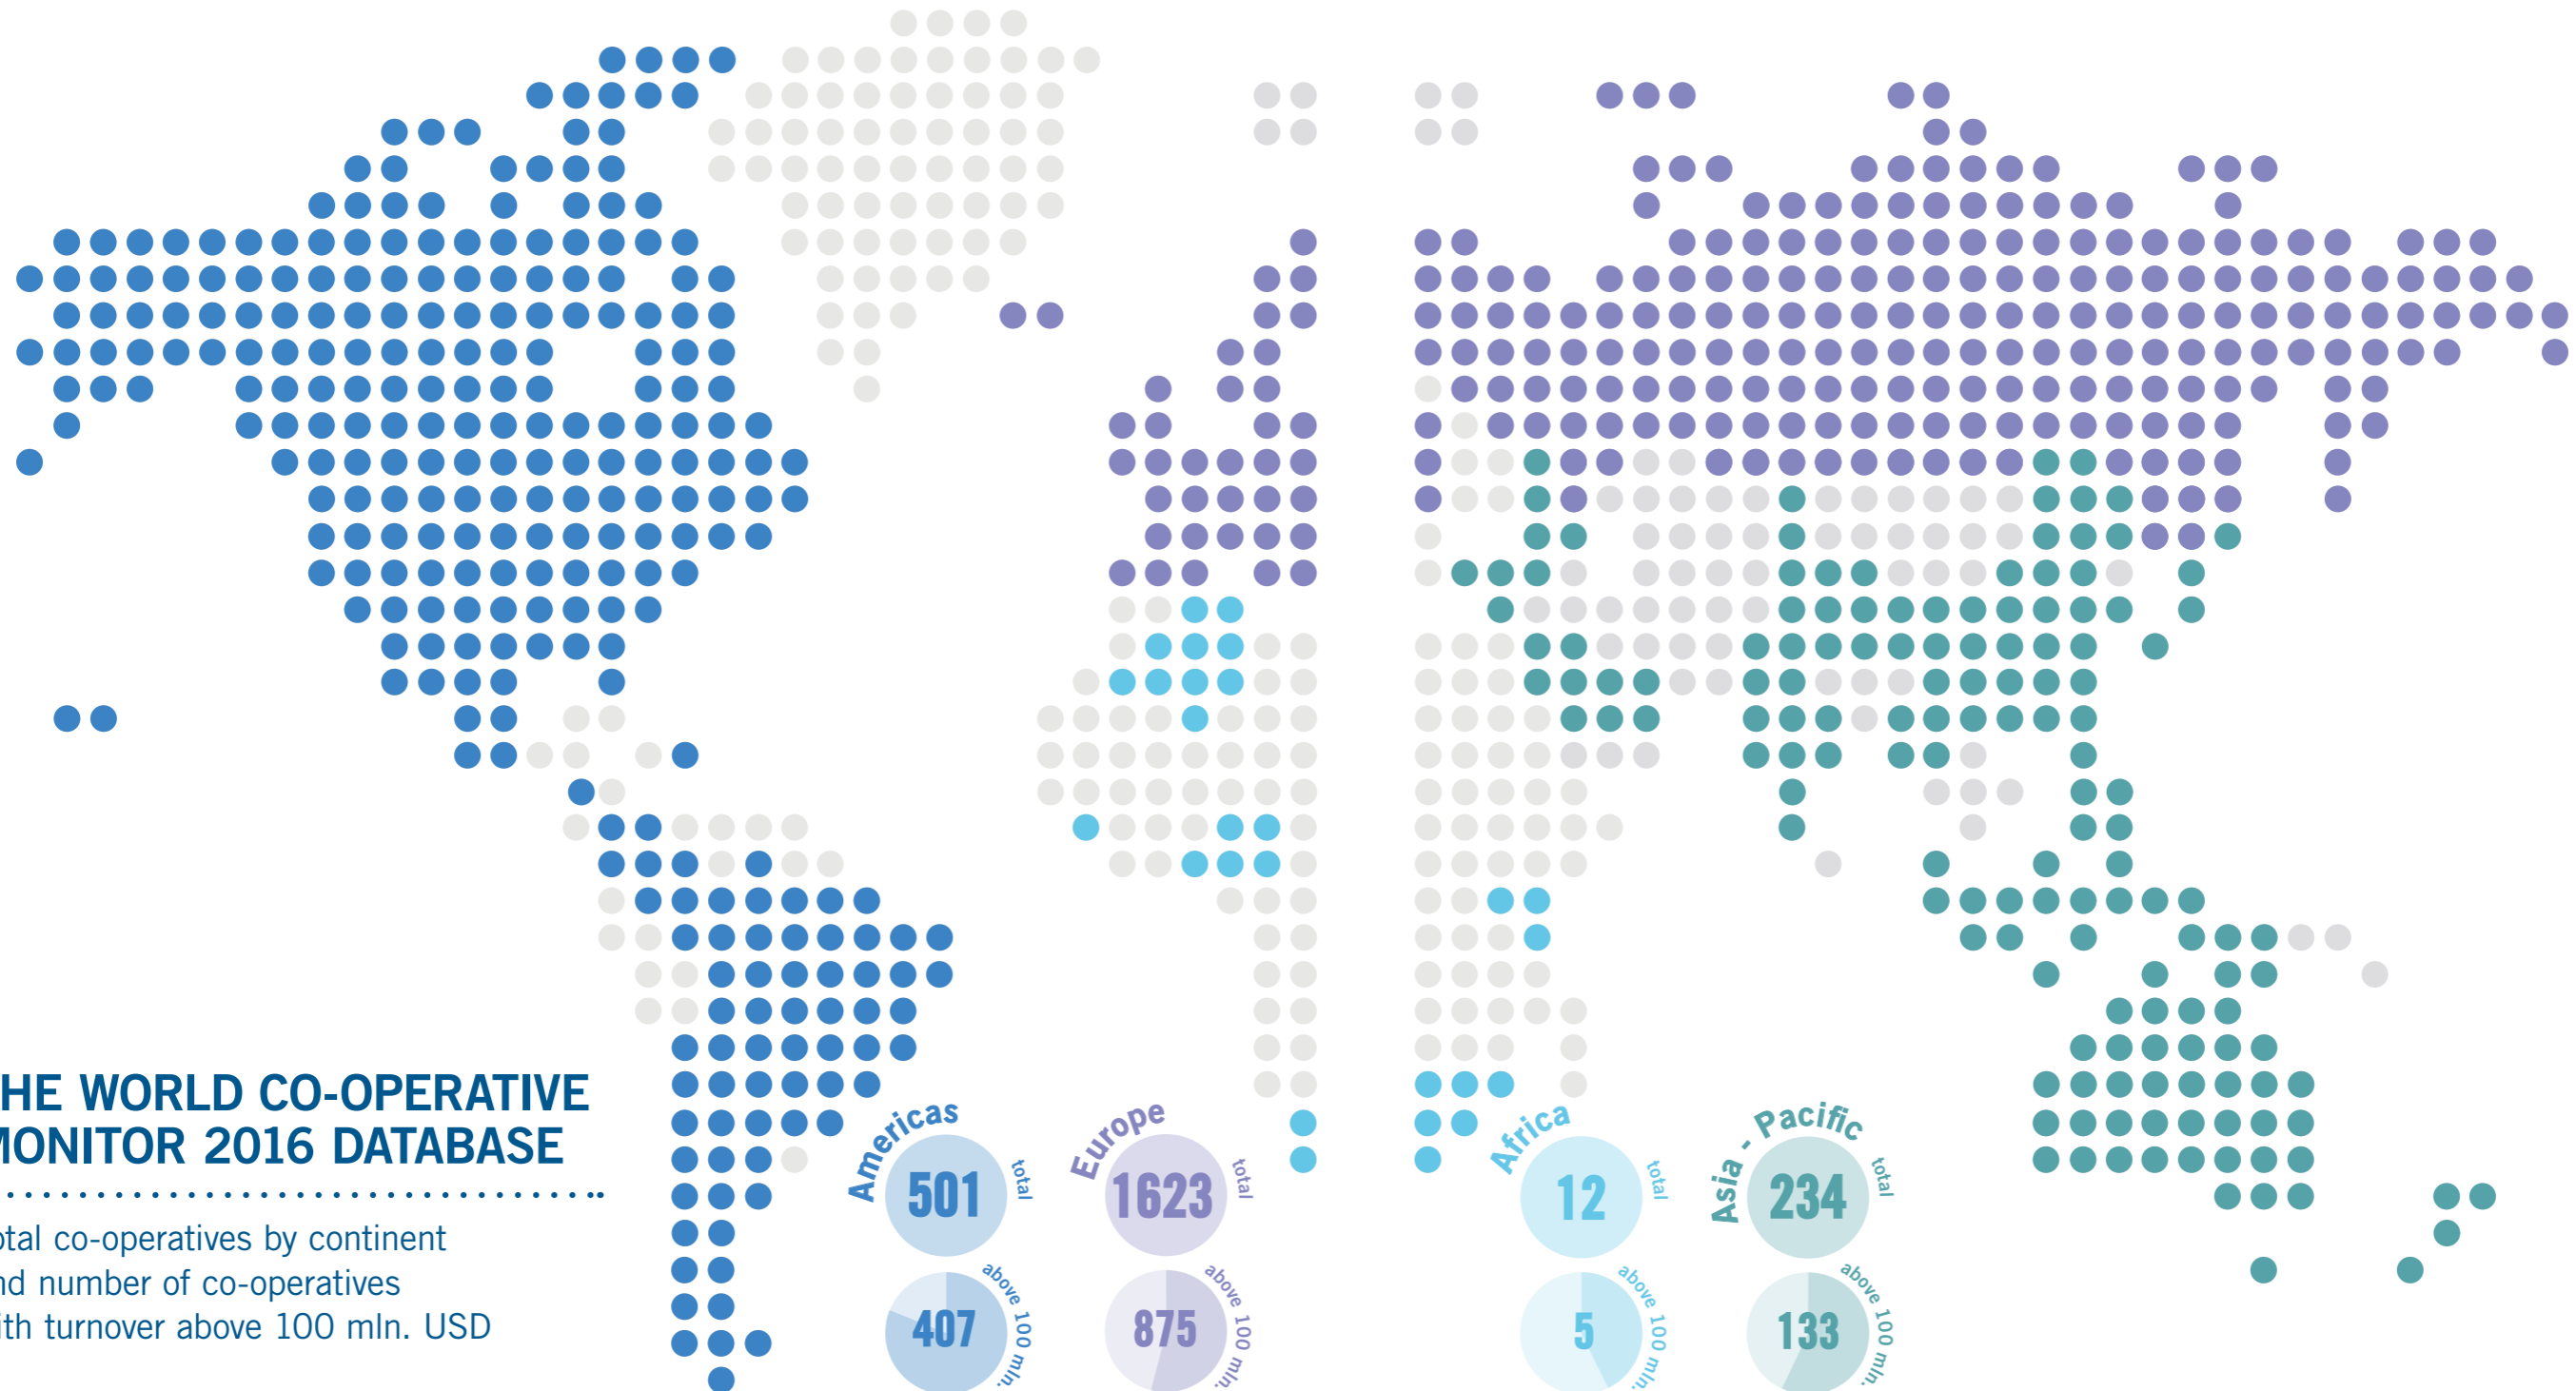 HE WORLD CO-OPERATIVE
MONITOR 2016 DATABASE
otal co-operatives by continent
nd number of co-operatives
ith turnover above 100 mln. USD
Americas
501
total
407
above 100 mln.
Europe
1623
total
875
above 100 mln.
Africa
12
total
5
above 100 mln.
Asia - Pacific
234
total
133
above 100 mln.